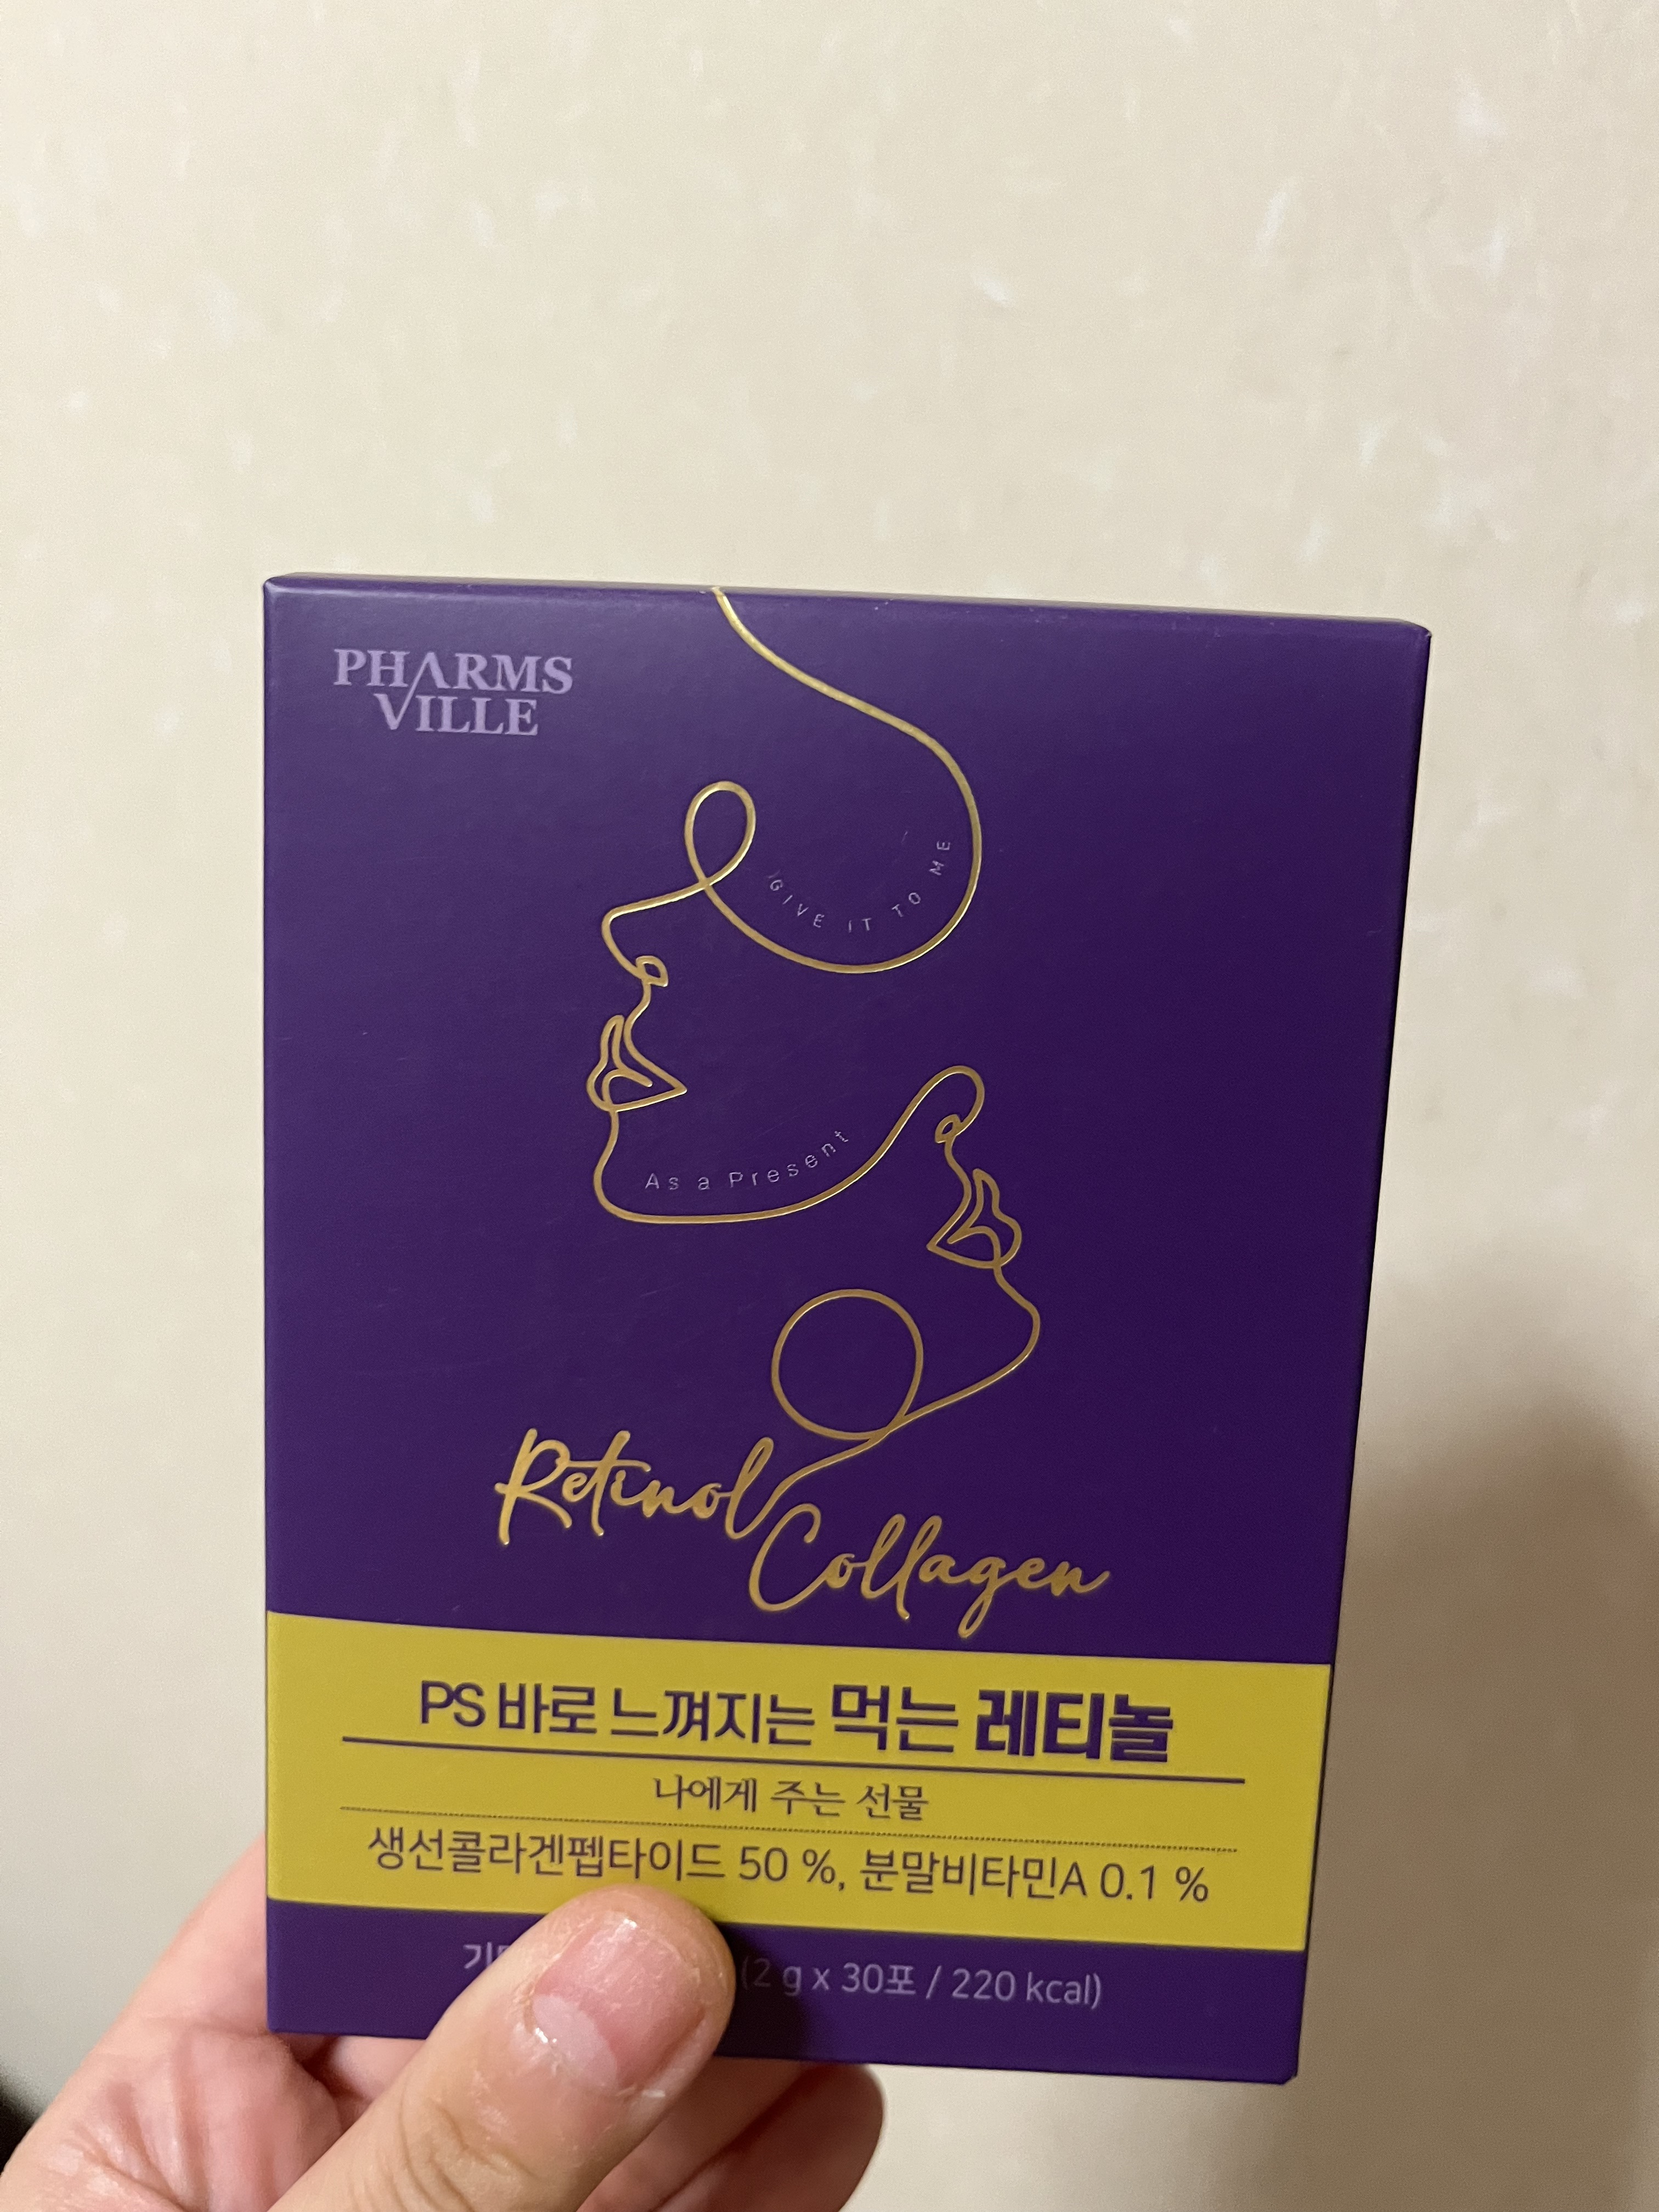 PHARMS
VILLE
GIVE IT TO ME
As a Present
Retinol
Collagen
PS 바로 느껴지는 먹는 레티놀
나에게 주는 선물
생선콜라겐펩타이드 50 %, 분말비타민A 0.1 %
(2 g x 30포 / 220 kcal)